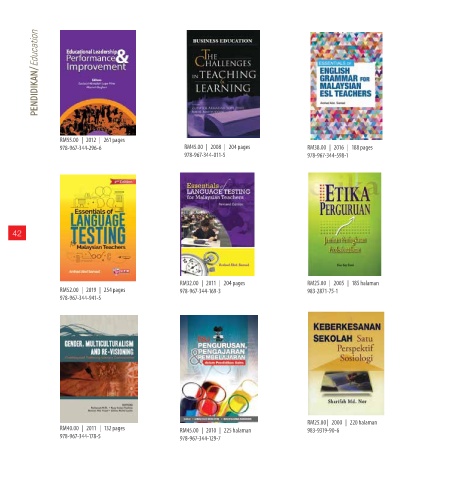 PENDIDIKAN/Education
Educational Leadership
Performance &
Improvement
Editors
RM55.00 | 2012 | 261 pages
978-967-344-296-6
BUSINESS EDUCATION
THE
CHALLENGES
IN TEACHING
&
LEARNING
RM45.00 | 2008 | 204 pages
978-967-344-011-5
ESSENTIALS of
ENGLISH
GRAMMAR FOR
MALAYSIAN
ESL TEACHERS
RM38.00 | 2016 | 188 pages
978-967-344-598-1
42
2nd Edition
Essentials of
LANGUAGE
TESTING
for Malaysian Teachers
RM52.00 | 2019 | 254 pages
978-967-344-941-5
Essentials of
LANGUAGE TESTING
for Malaysian Teachers
RM32.00 | 2011 | 204 pages
978-967-344-168-3
ETIKA
PERGURUAN
RM25.00 | 2005 | 185 halaman
983-2871-75-1
GENDER, MULTICULTURALISM
AND RE-VISIONING
RM40.00 | 2011 | 132 pages
978-967-344-178-5
PENGURUSAN,
PENGAJARAN
& PENGKULIAHAN
RM45.00 | 2010 | 225 halaman
978-967-344-129-7
KEBERKESANAN
SEKOLAH Satu
Perspektif
Sosiologi
Sharifah Md. Nor
RM25.00| 2000 | 220 halaman
983-9319-90-6